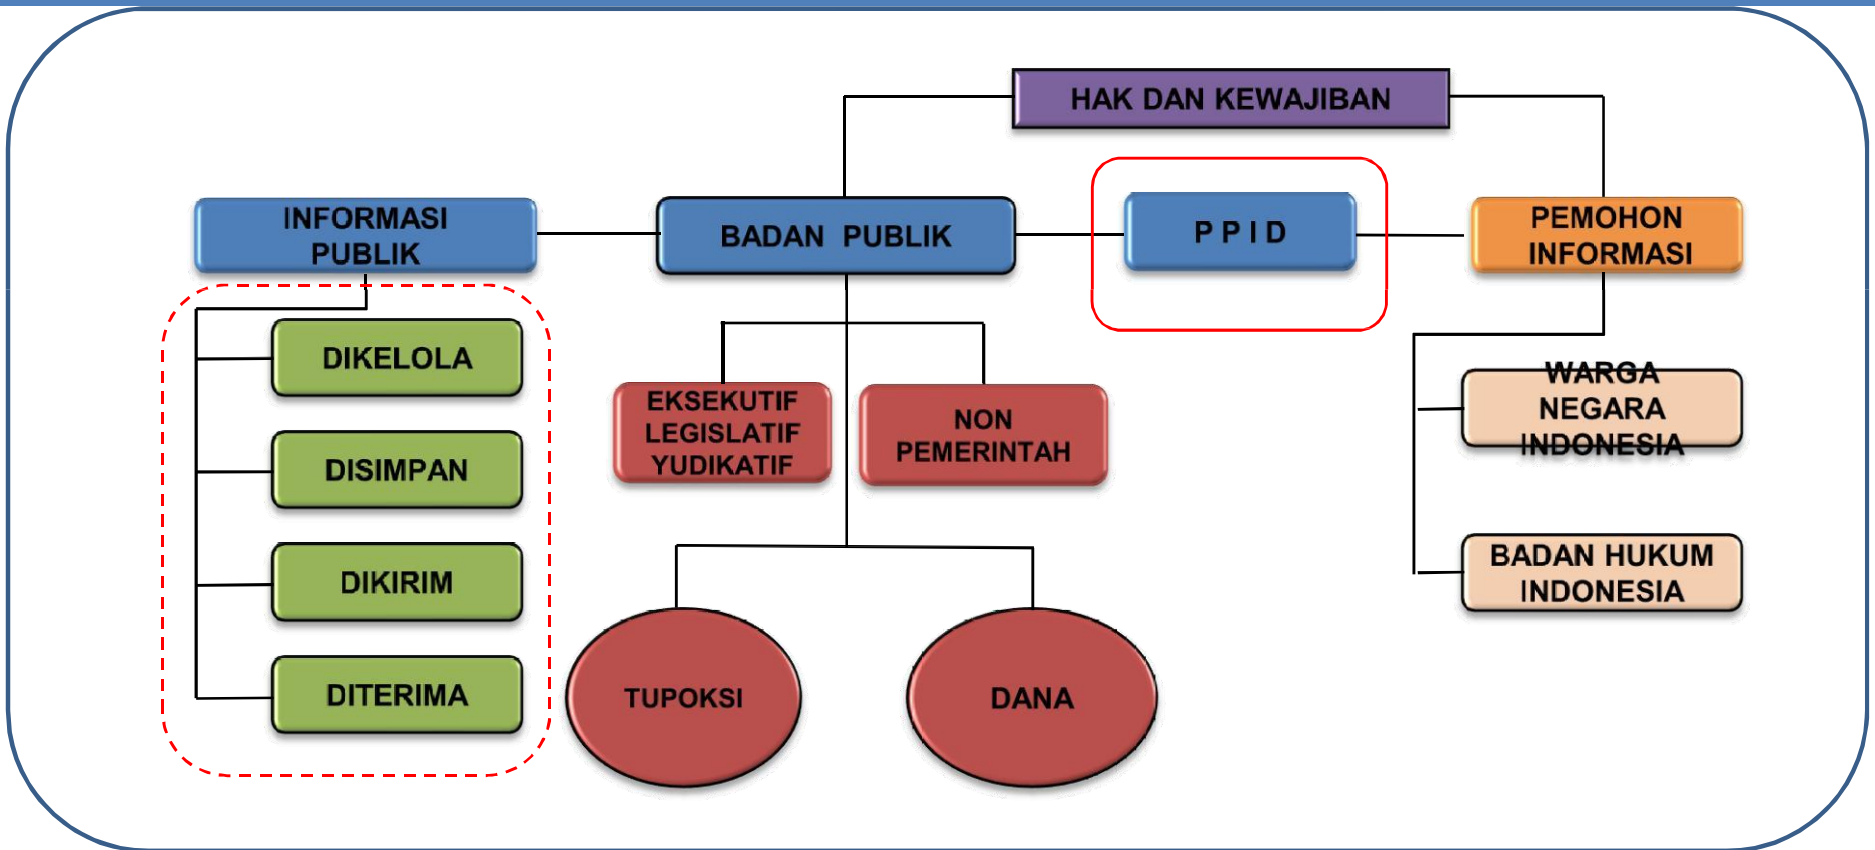 HAK DAN KEWAJIBAN
INFORMASI
PUBLIK
BADAN PUBLIK
P P I D
PEMOHON
INFORMASI
DIKELOLA
DISIMPAN
DIKIRIM
DITERIMA
EKSEKUTIF
LEGISLATIF
YUDIKATIF
NON
PEMERINTAH
TUPOKSI
DANA
WARGA
NEGARA
INDONESIA
BADAN HUKUM
INDONESIA